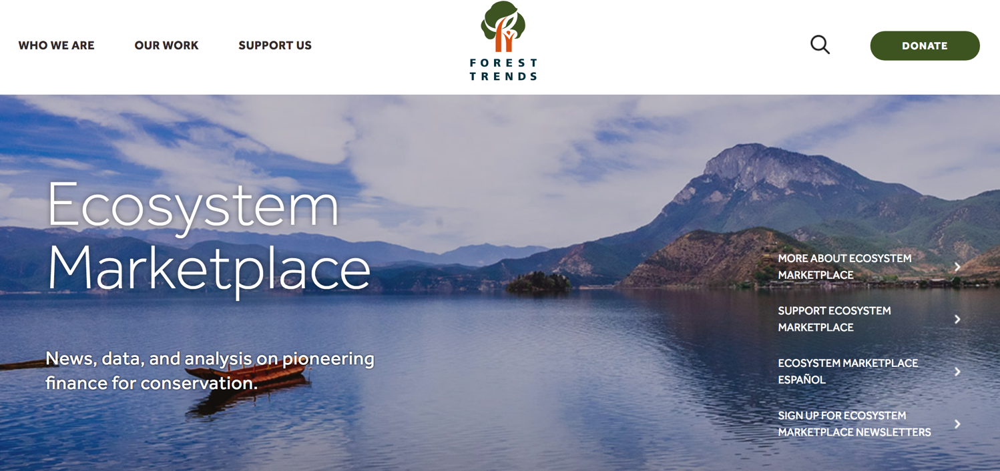 WHO WE ARE
OUR WORK
SUPPORT US
FOREST
TRENDS
DONATE
Ecosystem
Marketplace
News, data, and analysis on pioneering
finance for conservation.
MORE ABOUT ECOSYSTEM
MARKETPLACE
SUPPORT ECOSYSTEM
MARKETPLACE
ECOSYSTEM MARKETPLACE
ESPAÑOL
SIGN UP FOR ECOSYSTEM
MARKETPLACE NEWSLETTERS